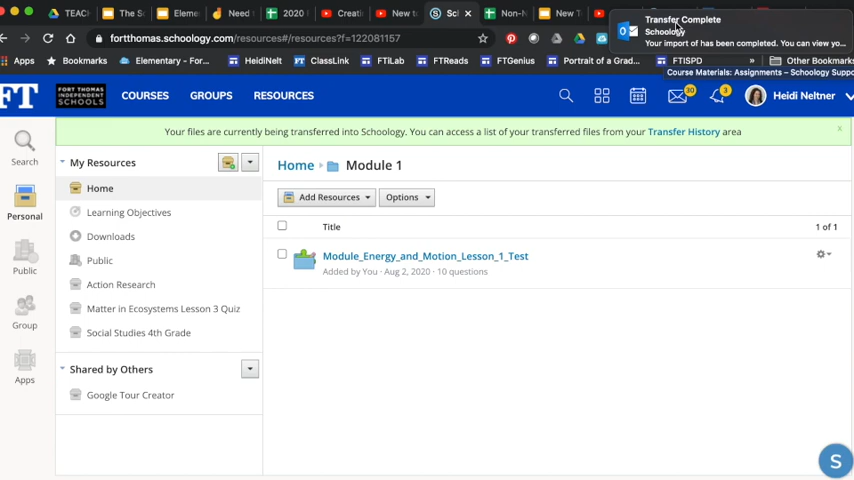 TEACH
The Sc
Eleme
Need t
2020 I
Creati
New to
Sc
Non-N
New T
Transfer Complete
Schoology
Your import of has been completed. You can view yo...
fortthomas.schoology.com/resources#/resources?f=122081157
Apps
Bookmarks
Elementary - For...
HeidiNelt
ClassLink
FTiLab
FTReads
FTGenius
Portrait of a Grad...
FTISPD
»
Other Bookmarks
Course Materials: Assignments – Schoology Suppo
FT
FORT THOMAS
INDEPENDENT
SCHOOLS
COURSES
GROUPS
RESOURCES
30
3
Heidi Neltner
Your files are currently being transferred into Schoology. You can access a list of your transferred files from your Transfer History area
x
Search
Personal
Public
Group
Apps
My Resources
Home
Learning Objectives
Downloads
Public
Action Research
Matter in Ecosystems Lesson 3 Quiz
Social Studies 4th Grade
Shared by Others
Google Tour Creator
Home
Module 1
Add Resources
Options
Title
1 of 1
Module_Energy_and_Motion_Lesson_1_Test
Added by You · Aug 2, 2020 · 10 questions
S